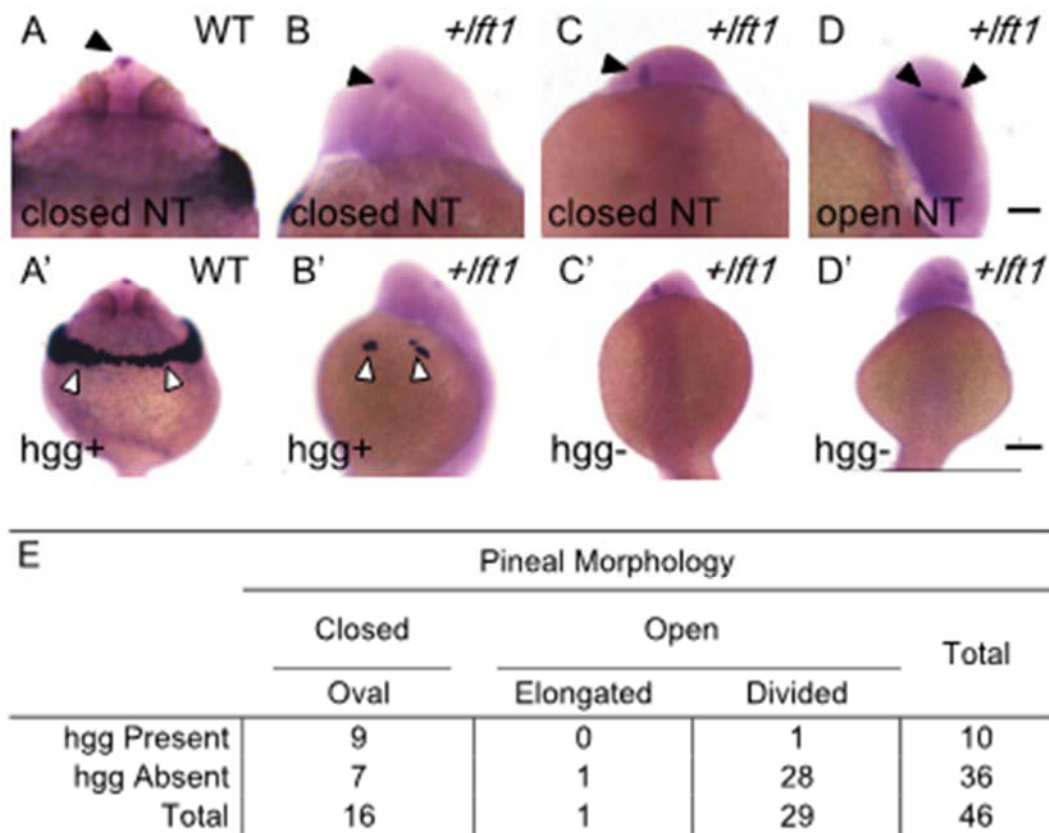 A WT B +lft1 C +lft1 D +lft1
closed NT closed NT closed NT open NT
A' WT B' +lft1 C' +lft1 D' +lft1
hgg+ hgg+ hgg- hgg-
E Pineal Morphology
Closed Open Total
Oval Elongated Divided
hgg Present 9 0 1 10
hgg Absent 7 1 28 36
Total 16 1 29 46